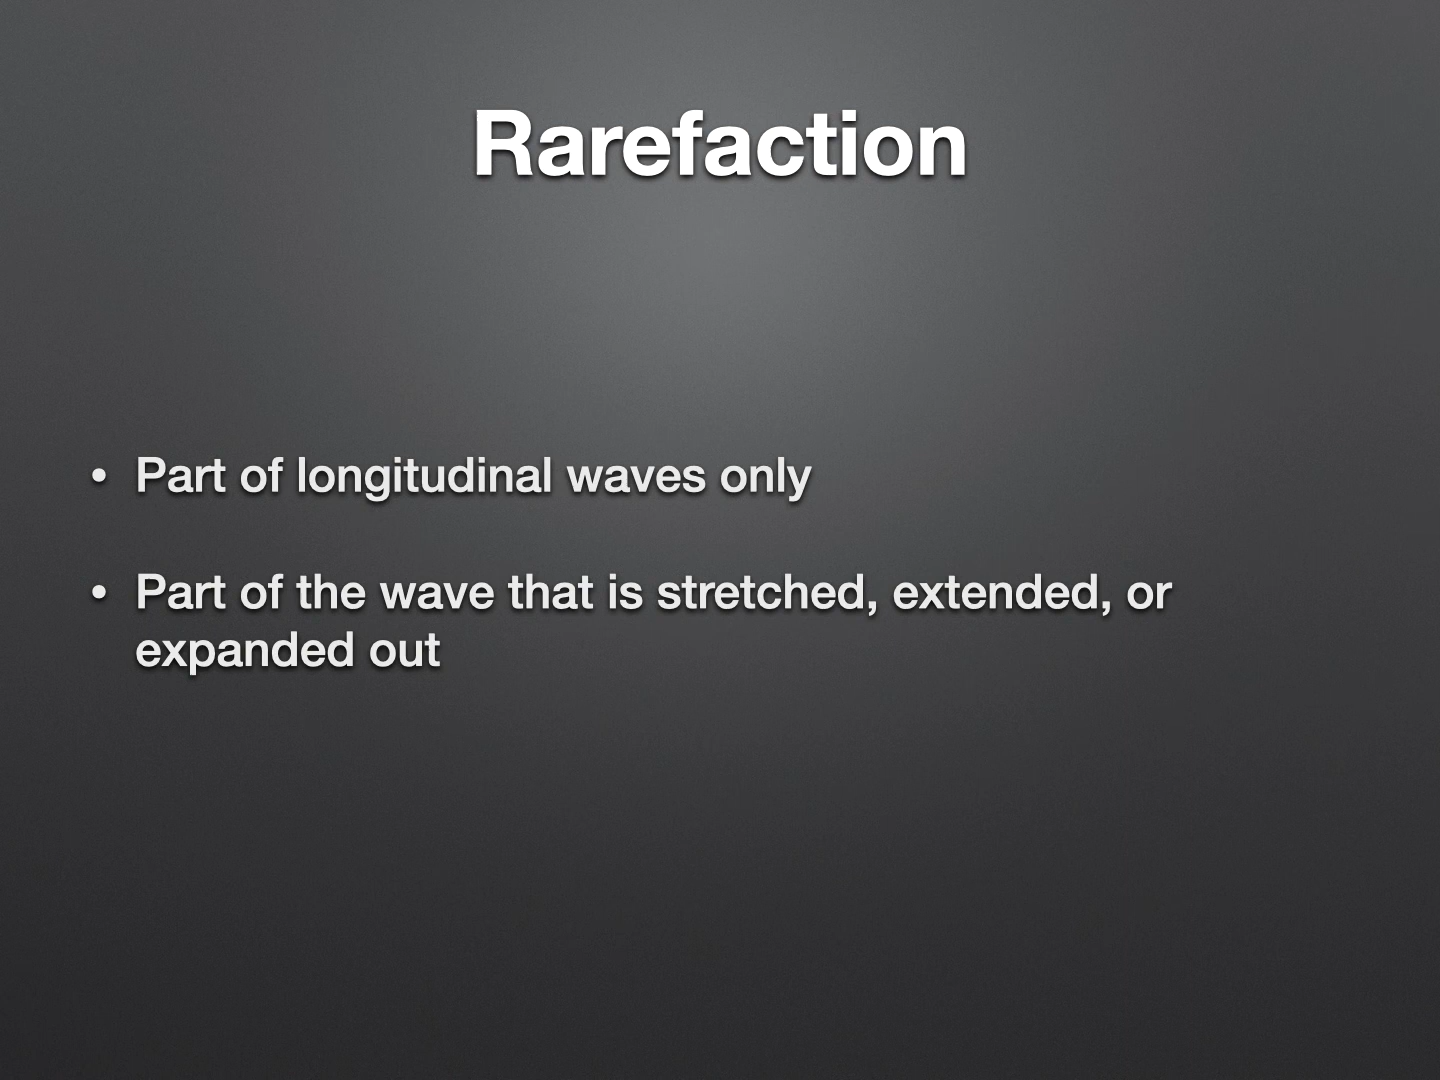 Rarefaction
• Part of longitudinal waves only
• Part of the wave that is stretched, extended, or
expanded out